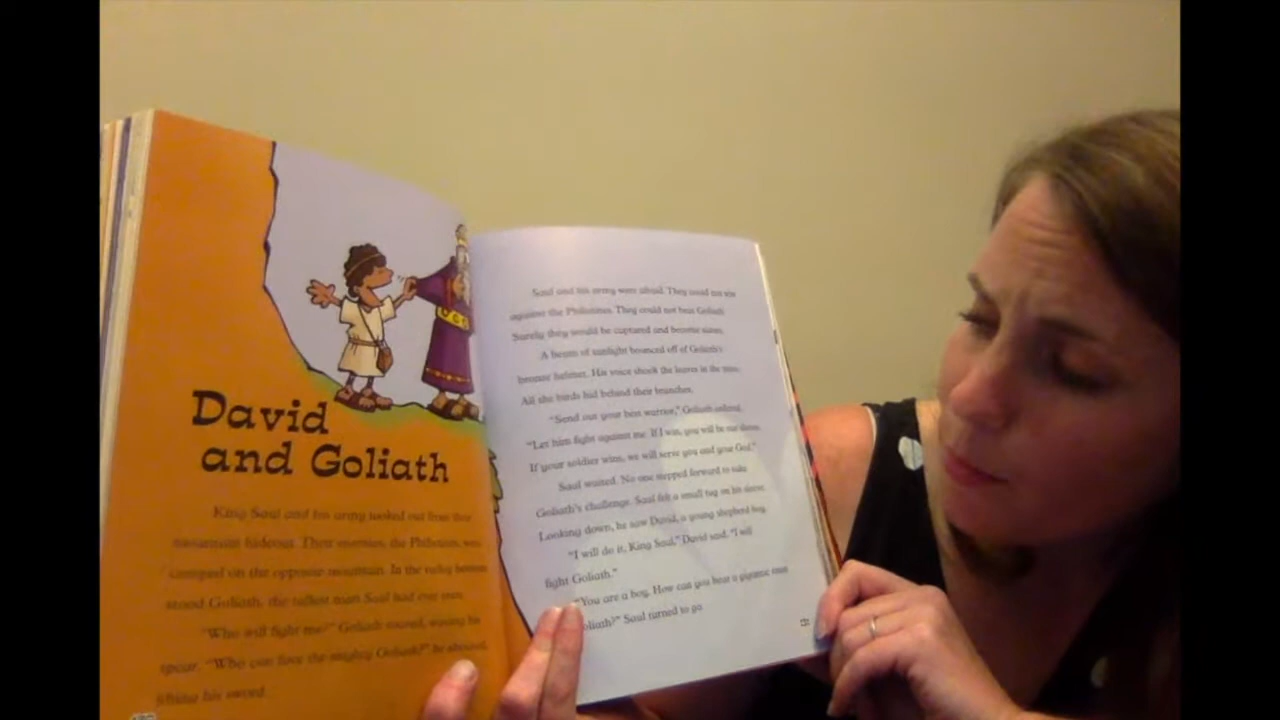 David
and Goliath
King Saul and his army looked out from their
mountain hideout. Their enemies, the Philistines, were
camped on the opposite mountain. In the valley between
stood Goliath, the tallest man Saul had ever seen.
"Who will fight me?" Goliath roared, waving his
spear. "Who can face the mighty Goliath?" he shouted,
his sword.
Saul and his army were afraid. They could not win
against the Philistines. They could not beat Goliath.
Surely they would be captured and become slaves.
A beam of sunlight bounced off of Goliath's
bronze helmet. His voice shook the leaves in the trees.
All the birds hid behind their branches.
"Send out your best warrior," Goliath ordered.
"Let him fight against me. If I win, you will be our slaves.
If your soldier wins, we will serve you and your God."
Saul waited. No one stepped forward to take
Goliath's challenge. Saul felt a small tug on his sleeve.
Looking down, he saw David, a young shepherd boy.
"I will do it, King Saul," David said. "I will
fight Goliath."
"You are a boy. How can you beat a gigantic man
Saul turned to go